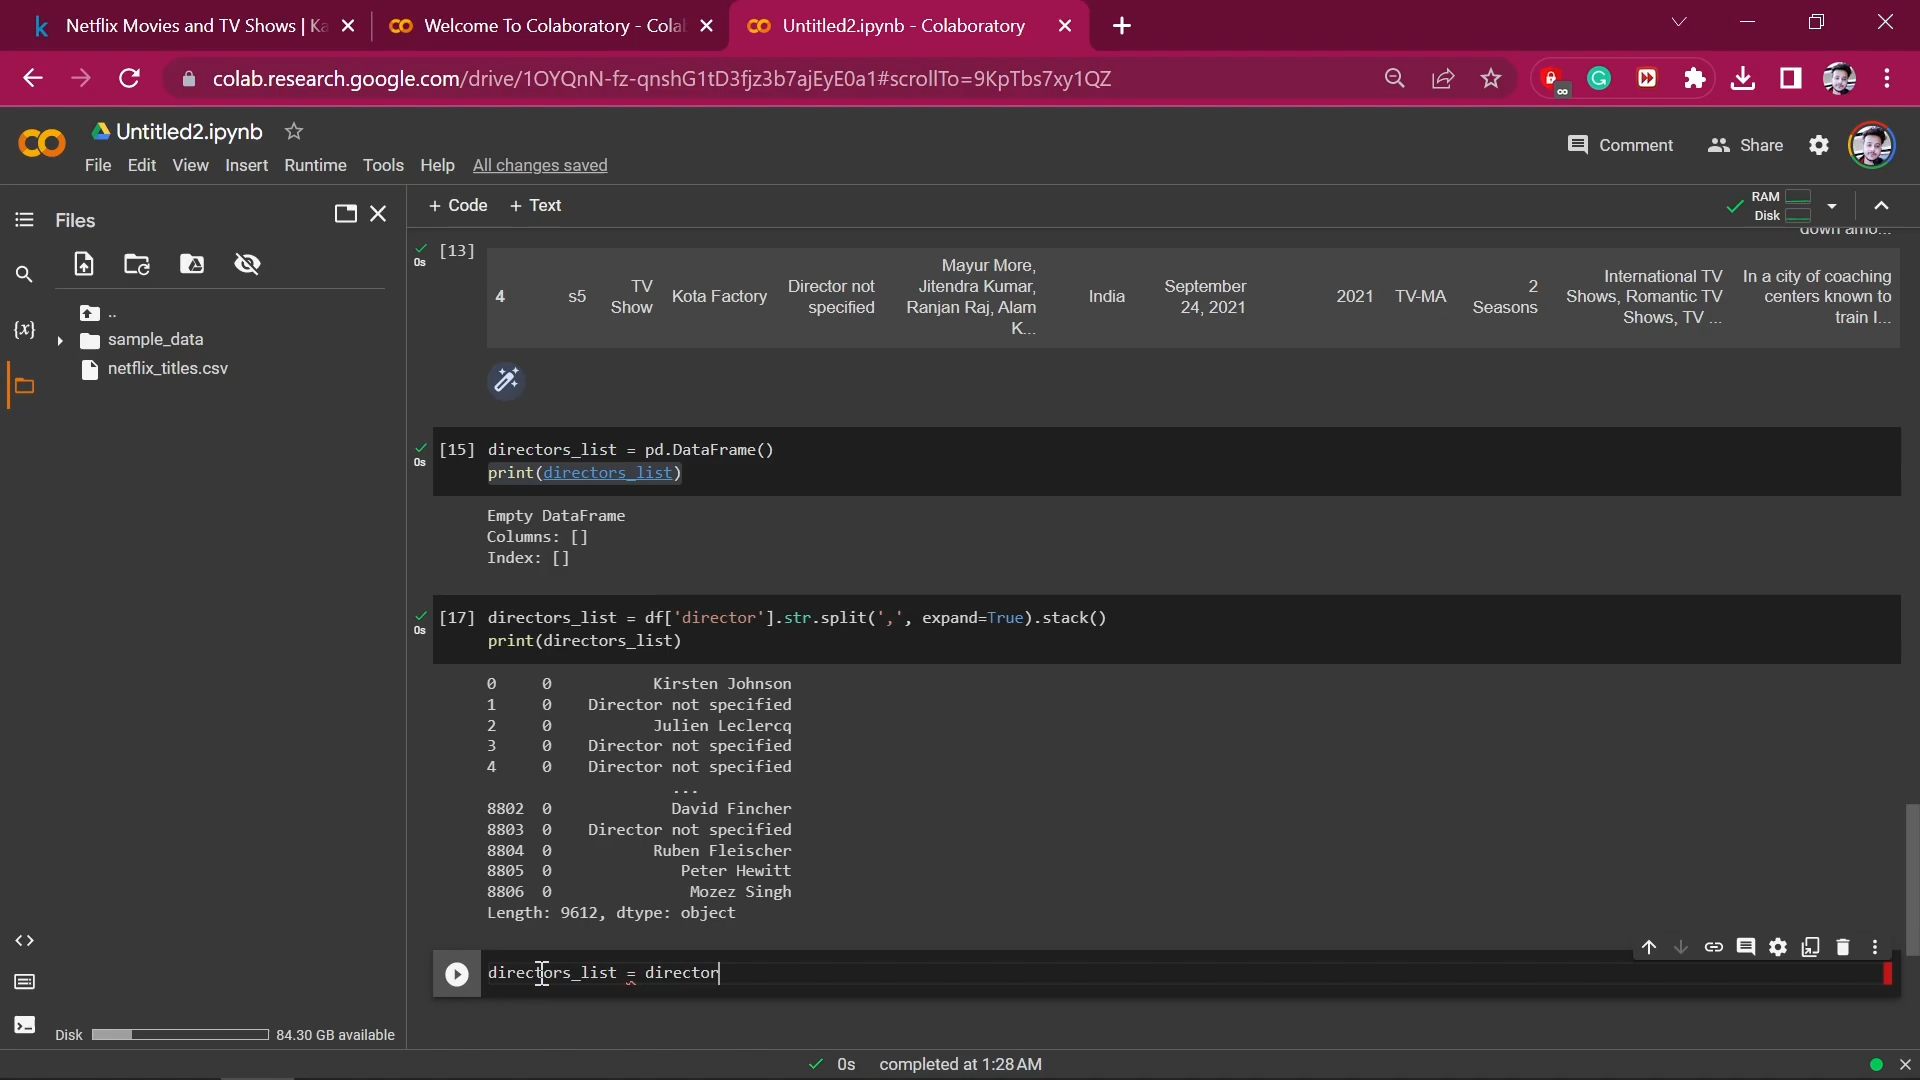 Netflix Movies and TV Shows | Ka
Welcome To Colaboratory - Colab
Untitled2.ipynb - Colaboratory
colab.research.google.com/drive/1OYQnN-fz-qnshG1tD3fjz3b7ajEyE0a1#scrollTo=9KpTbs7xy1QZ
Untitled2.ipynb
File Edit View Insert Runtime Tools Help All changes saved
Comment
Share
Files
+ Code + Text
RAM
Disk
..
sample_data
netflix_titles.csv
down amo...
[13]
0s
4 s5 TV Show Kota Factory Director not specified Mayur More, Jitendra Kumar, Ranjan Raj, Alam K... India September 24, 2021 2021 TV-MA 2 Seasons International TV Shows, Romantic TV Shows, TV ... In a city of coaching centers known to train I...
[15] directors_list = pd.DataFrame()
0s
print(directors_list)
Empty DataFrame
Columns: []
Index: []
[17] directors_list = df['director'].str.split(',', expand=True).stack()
0s
print(directors_list)
0 0 Kirsten Johnson
1 0 Director not specified
2 0 Julien Leclercq
3 0 Director not specified
4 0 Director not specified
...
8802 0 David Fincher
8803 0 Director not specified
8804 0 Ruben Fleischer
8805 0 Peter Hewitt
8806 0 Mozez Singh
Length: 9612, dtype: object
directors_list = director
Disk 84.30 GB available
0s completed at 1:28 AM